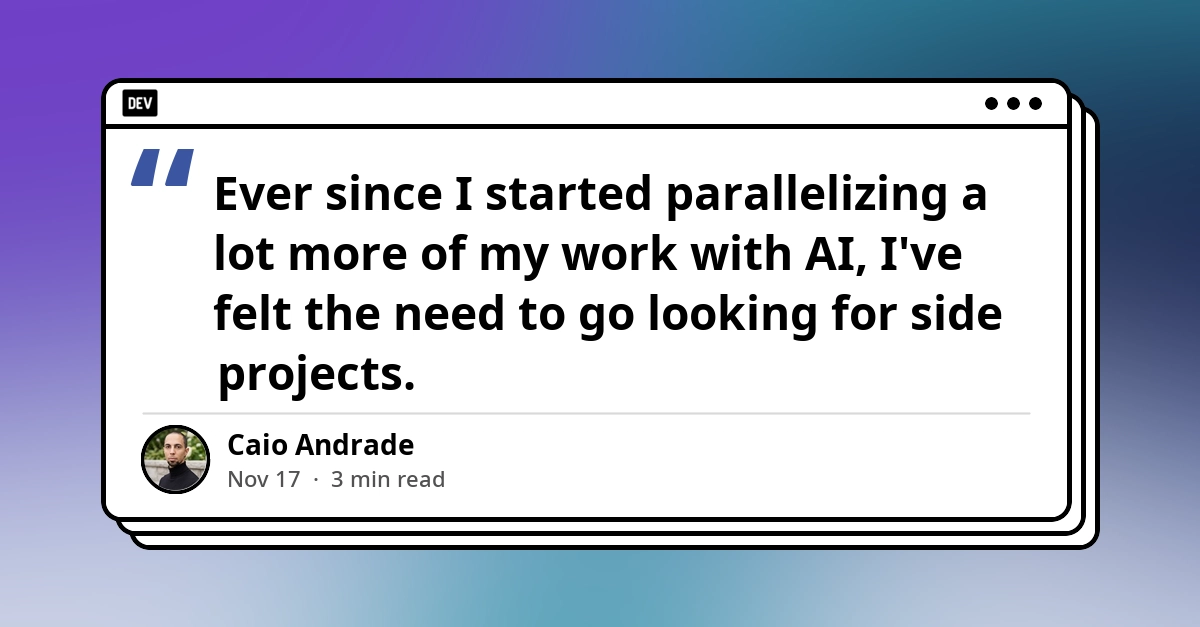 DEV
“
Ever since I started parallelizing a
lot more of my work with AI, I've
felt the need to go looking for side
projects.
Caio Andrade
Nov 17 · 3 min read